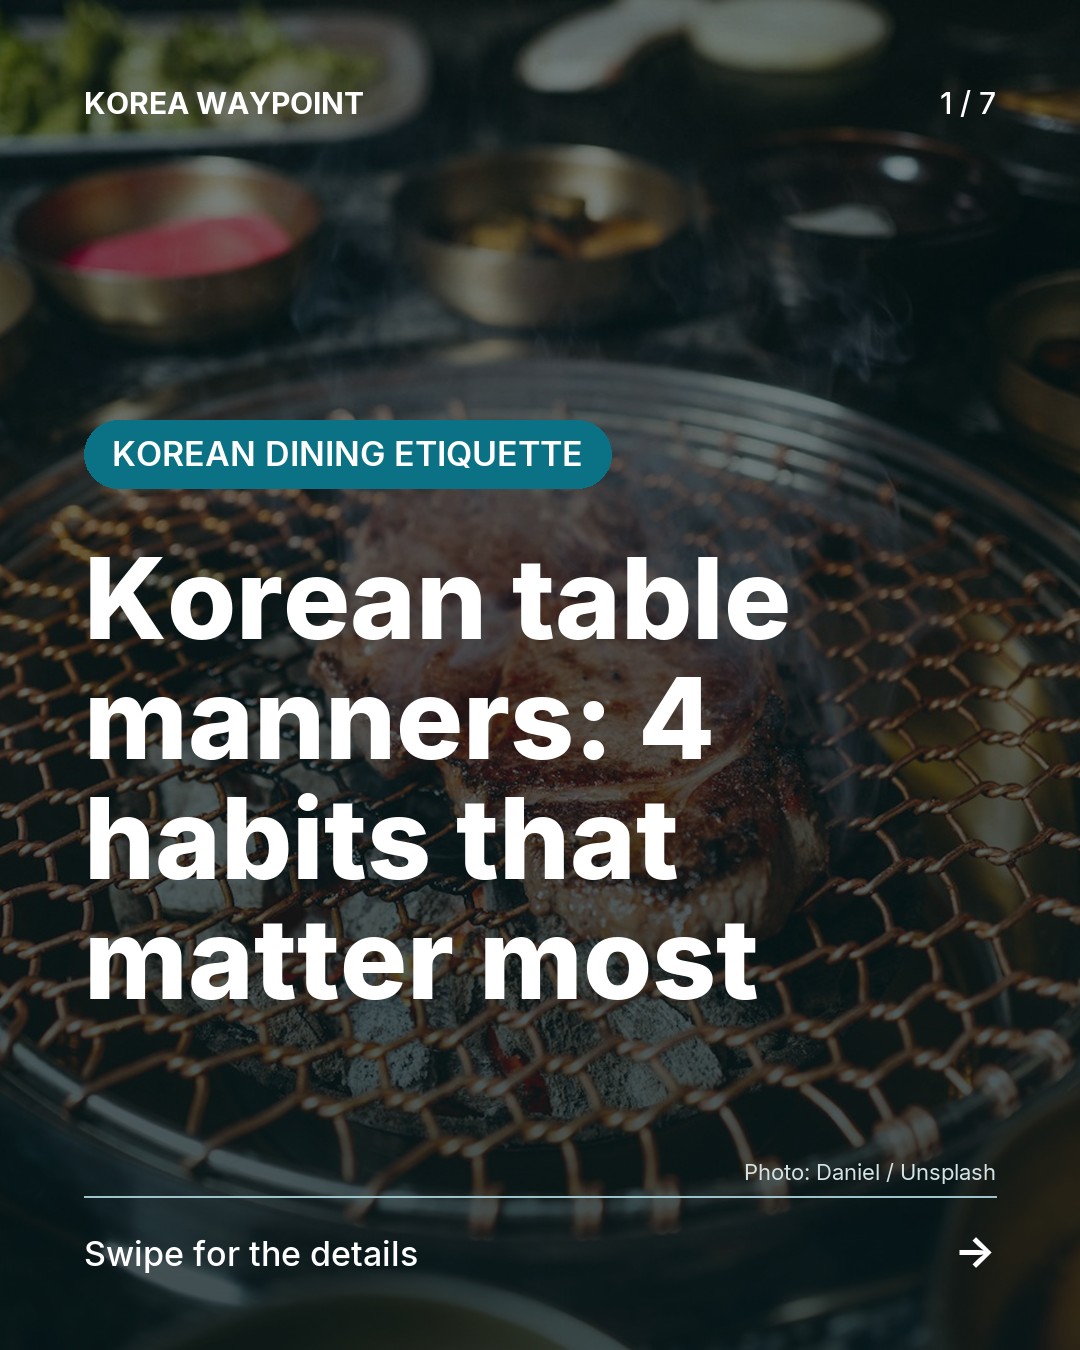 KOREA WAYPOINT
1 / 7
KOREAN DINING ETIQUETTE
Korean table
manners: 4
habits that
matter most
Photo: Daniel / Unsplash
Swipe for the details →